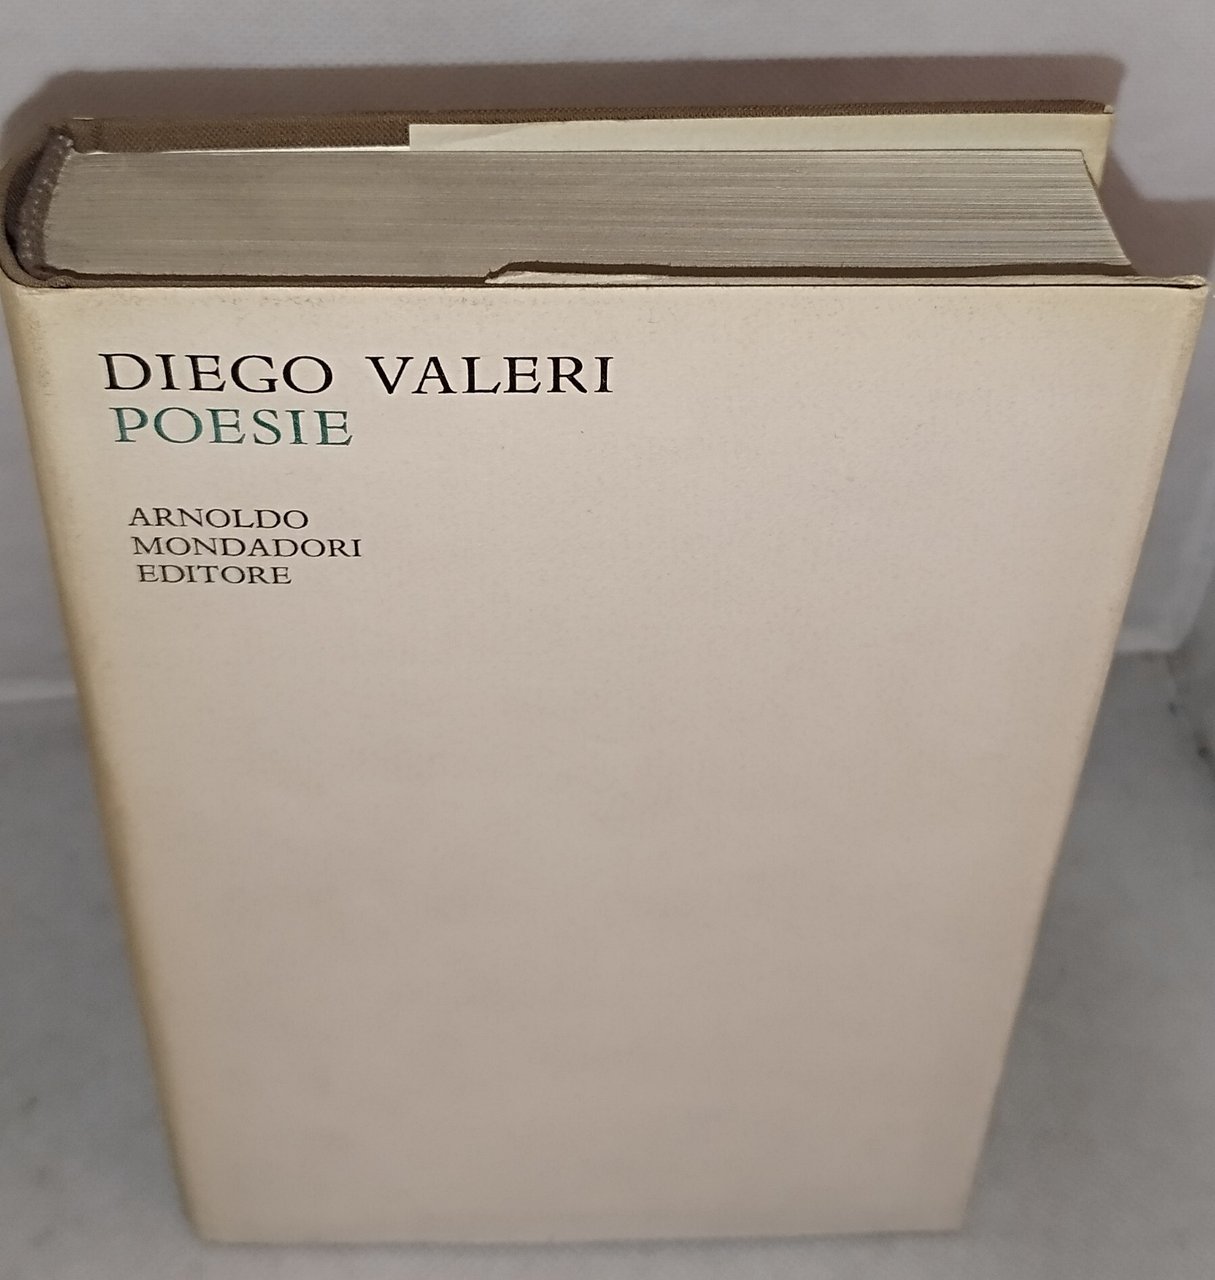 DIEGO VALERI
POESIE
ARNOLDO
MONDADORI
EDITORE